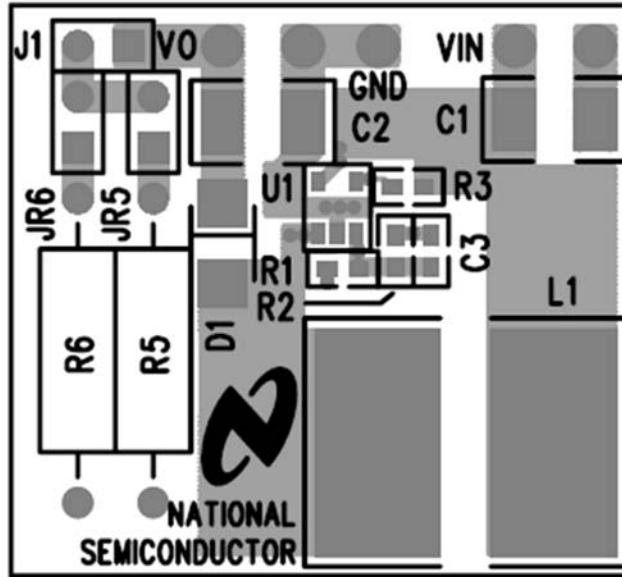 J1 VO VIN
GND
C2 C1
U1 R3
JR6 JR5
R1 C3
R2 L1
D1
R6 R5
NATIONAL
SEMICONDUCTOR